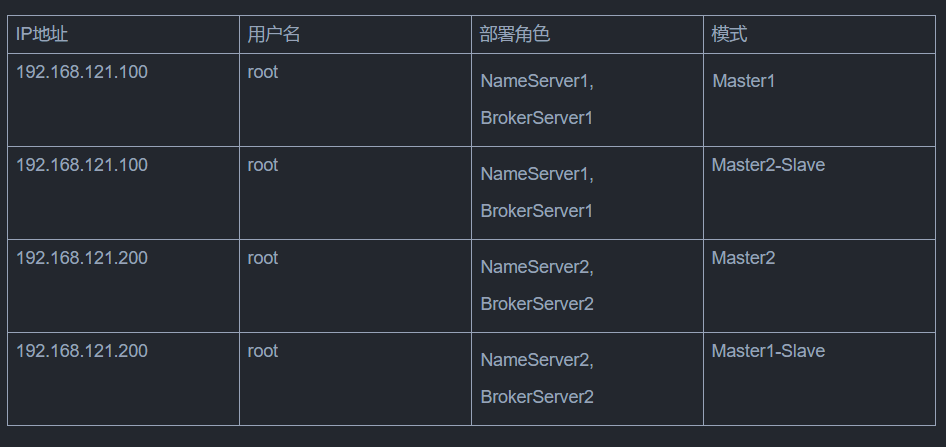 IP地址 用户名 部署角色 模式
192.168.121.100 root NameServer1, Master1
BrokerServer1
192.168.121.100 root NameServer1, Master2-Slave
BrokerServer1
192.168.121.200 root NameServer2, Master2
BrokerServer2
192.168.121.200 root NameServer2, Master1-Slave
BrokerServer2